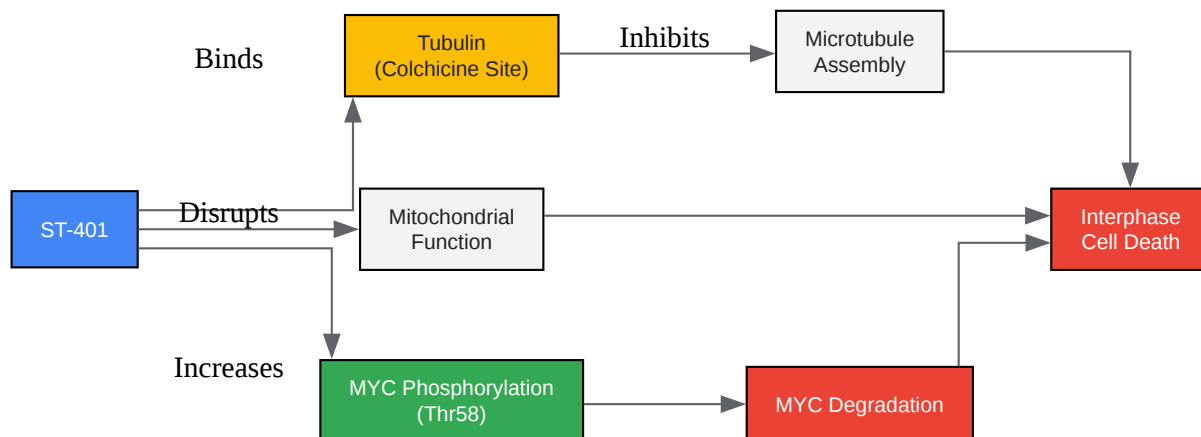 Binds
Tubulin
(Colchicine Site)
Inhibits
Microtubule
Assembly
ST-401
Disrupts
Mitochondrial
Function
Interphase
Cell Death
Increases
MYC Phosphorylation
(Thr58)
MYC Degradation